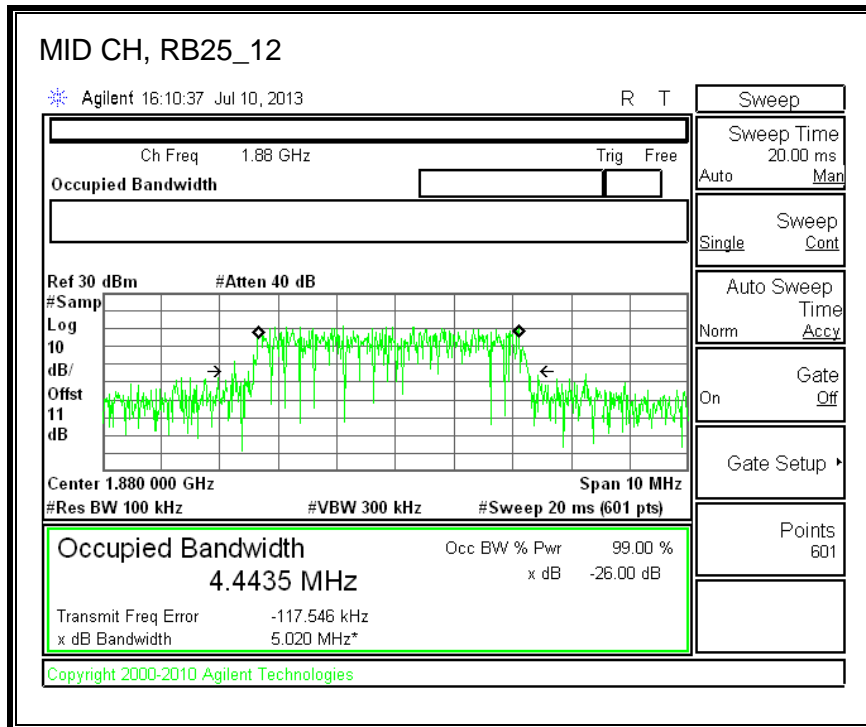 MID CH, RB25_12
Agilent 16:10:37 Jul 10, 2013 R T
Ch Freq 1.88 GHz Trig Free
Occupied Bandwidth
Ref 30 dBm #Atten 40 dB
#Samp
Log
10
dB/
Offst
11
dB
Center 1.880 000 GHz Span 10 MHz
#Res BW 100 kHz #VBW 300 kHz #Sweep 20 ms (601 pts)
Occupied Bandwidth Occ BW % Pwr 99.00 %
4.4435 MHz x dB -26.00 dB
Transmit Freq Error -117.546 kHz
x dB Bandwidth 5.020 MHz*
Copyright 2000-2010 Agilent Technologies
Sweep
Sweep Time
20.00 ms
Auto Man
Sweep
Single Cont
Auto Sweep
Time
Norm Accy
Gate
On Off
Gate Setup
Points
601